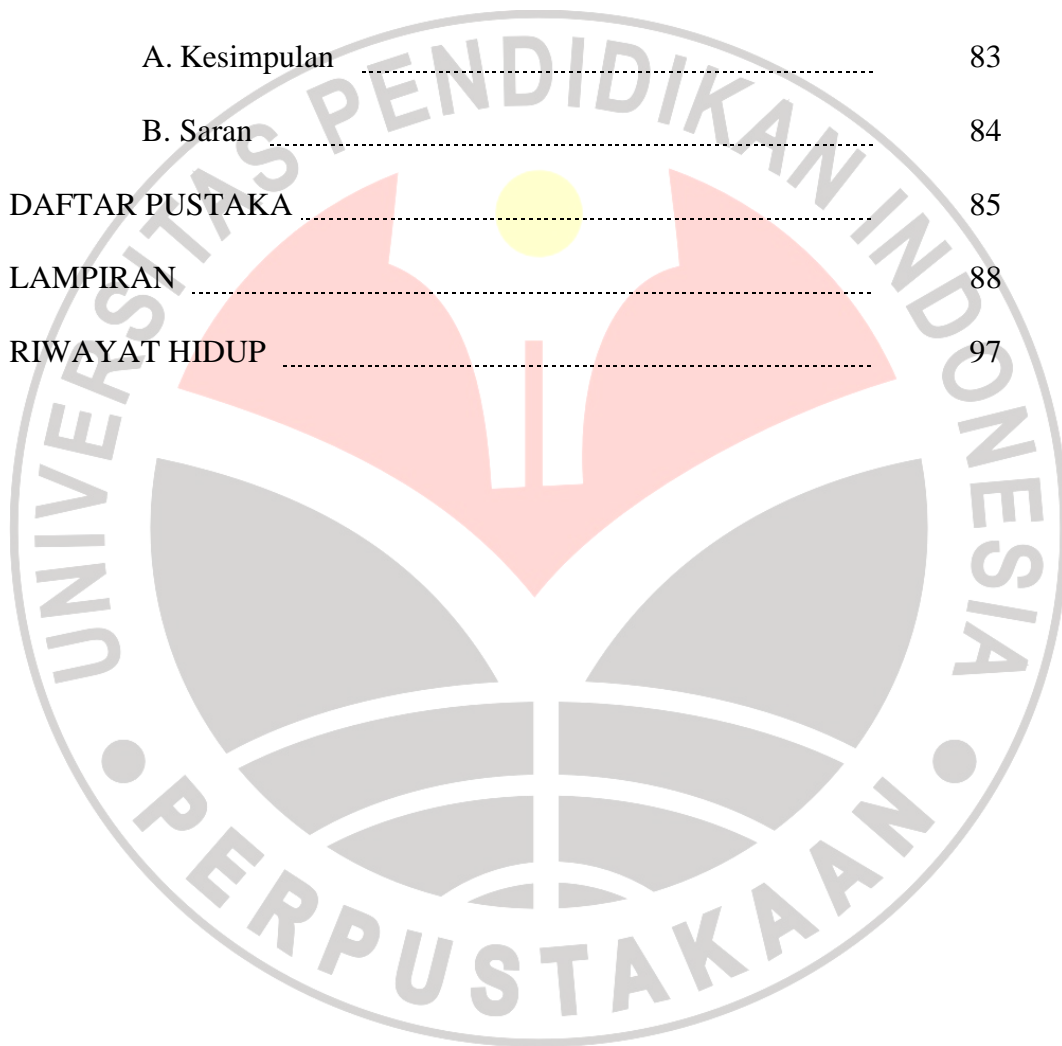 A. Kesimpulan 83
B. Saran 84
DAFTAR PUSTAKA 85
LAMPIRAN 88
RIWAYAT HIDUP 97
UNIVERSITAS PENDIDIKAN INDONESIA
PERPUSTAKAAN